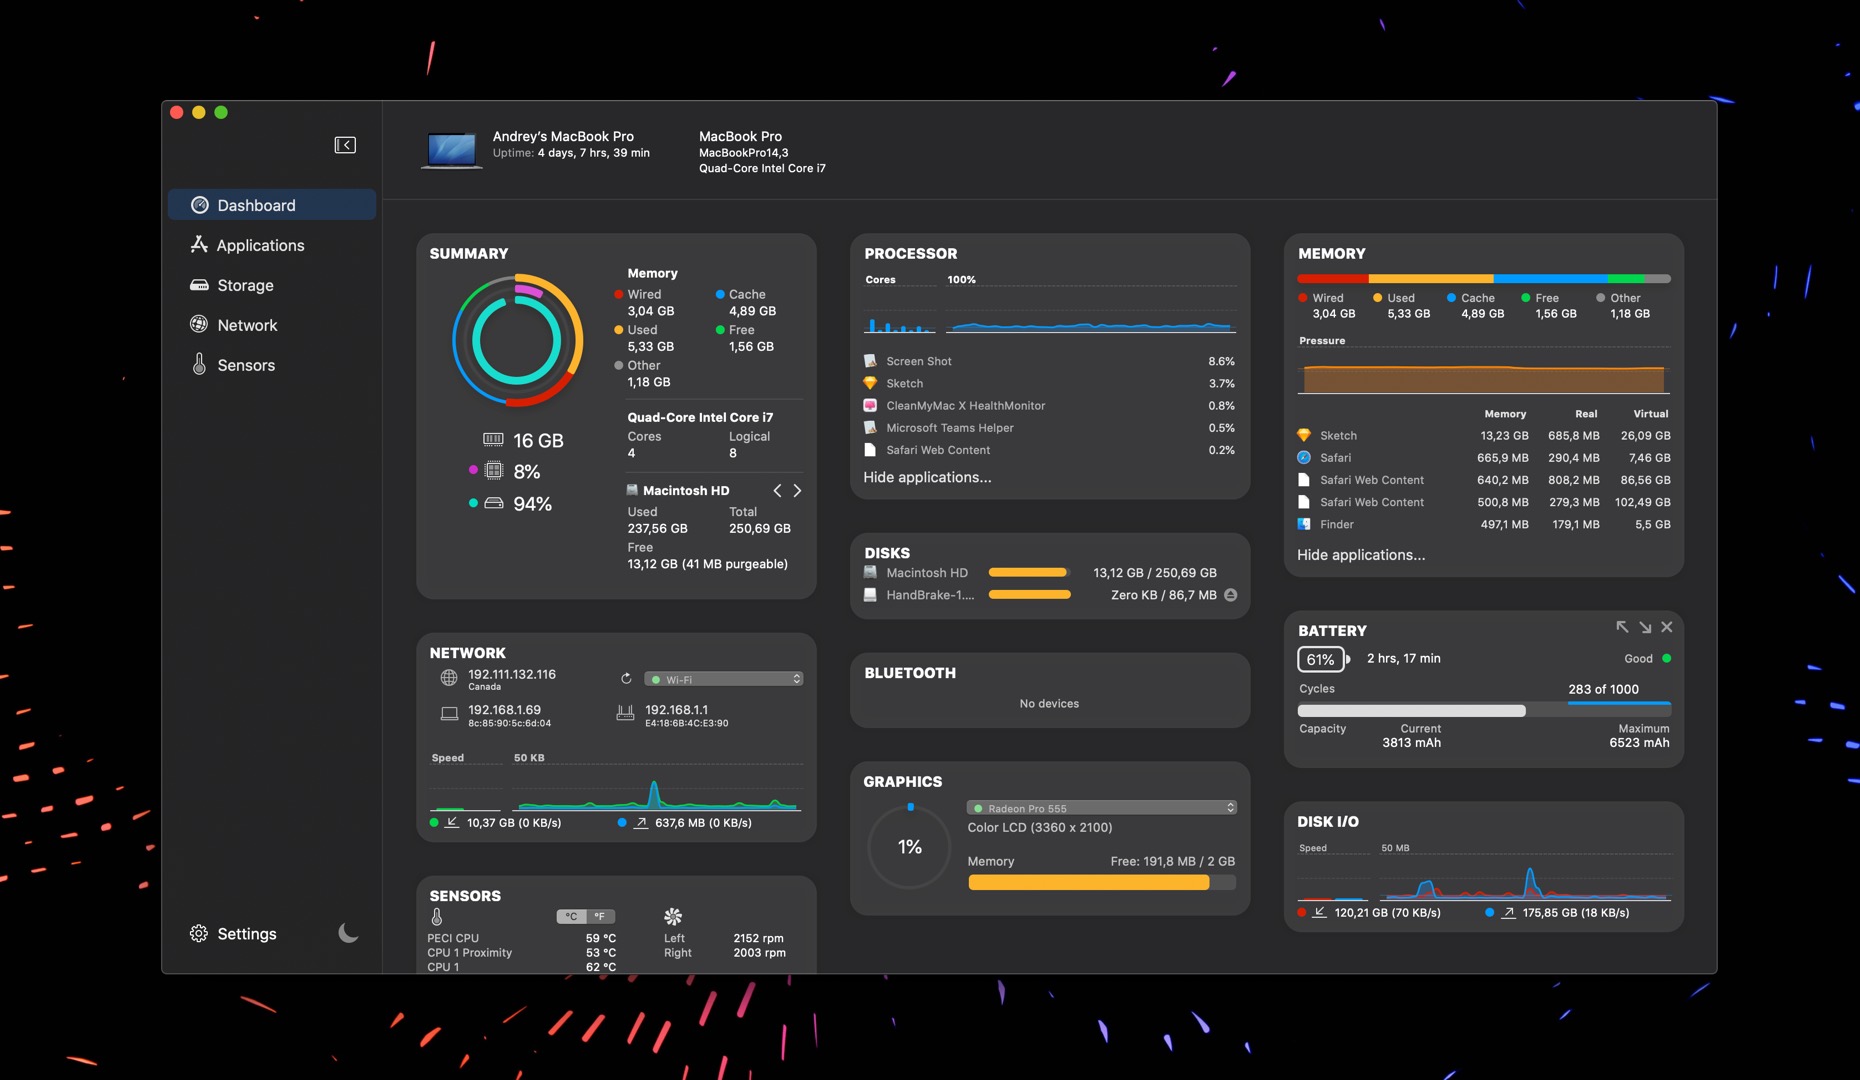 Andrey's MacBook Pro
Uptime: 4 days, 7 hrs, 39 min
MacBook Pro
MacBookPro14,3
Quad-Core Intel Core i7
Dashboard
Applications
Storage
Network
Sensors
Settings
SUMMARY
16 GB
8%
94%
Memory
Wired
3,04 GB
Cache
4,89 GB
Used
5,33 GB
Free
1,56 GB
Other
1,18 GB
Quad-Core Intel Core i7
Cores Logical
4 8
Macintosh HD
Used Total
237,56 GB 250,69 GB
Free
13,12 GB (41 MB purgeable)
NETWORK
192.111.132.116
Canada
Wi-Fi
192.168.1.69
8c:85:90:5c:6d:04
192.168.1.1
E4:18:6B:4C:E3:90
Speed 50 KB
10,37 GB (0 KB/s) 637,6 MB (0 KB/s)
SENSORS
°C °F
PECI CPU 59 °C
CPU 1 Proximity 53 °C
CPU 1 62 °C
Left 2152 rpm
Right 2003 rpm
PROCESSOR
Cores 100%
Screen Shot 8.6%
Sketch 3.7%
CleanMyMac X HealthMonitor 0.8%
Microsoft Teams Helper 0.5%
Safari Web Content 0.2%
Hide applications...
DISKS
Macintosh HD 13,12 GB / 250,69 GB
HandBrake-1.... Zero KB / 86,7 MB
BLUETOOTH
No devices
GRAPHICS
1%
Radeon Pro 555
Color LCD (3360 x 2100)
Memory Free: 191,8 MB / 2 GB
MEMORY
Wired Used Cache Free Other
3,04 GB 5,33 GB 4,89 GB 1,56 GB 1,18 GB
Pressure
Memory Real Virtual
Sketch 13,23 GB 685,8 MB 26,09 GB
Safari 665,9 MB 290,4 MB 7,46 GB
Safari Web Content 640,2 MB 808,2 MB 86,56 GB
Safari Web Content 500,8 MB 279,3 MB 102,49 GB
Finder 497,1 MB 179,1 MB 5,5 GB
Hide applications...
BATTERY
61% 2 hrs, 17 min Good
Cycles 283 of 1000
Capacity Current Maximum
3813 mAh 6523 mAh
DISK I/O
Speed 50 MB
120,21 GB (70 KB/s) 175,85 GB (18 KB/s)